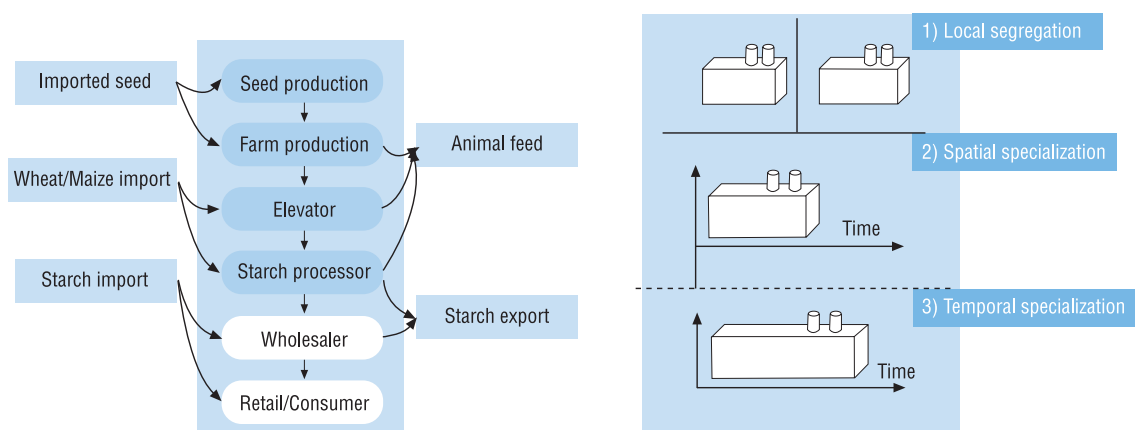 Imported seed
Wheat/Maize import
Starch import
Seed production
Farm production
Elevator
Starch processor
Wholesaler
Retail/Consumer
Animal feed
Starch export
1) Local segregation
2) Spatial specialization
Time
3) Temporal specialization
Time